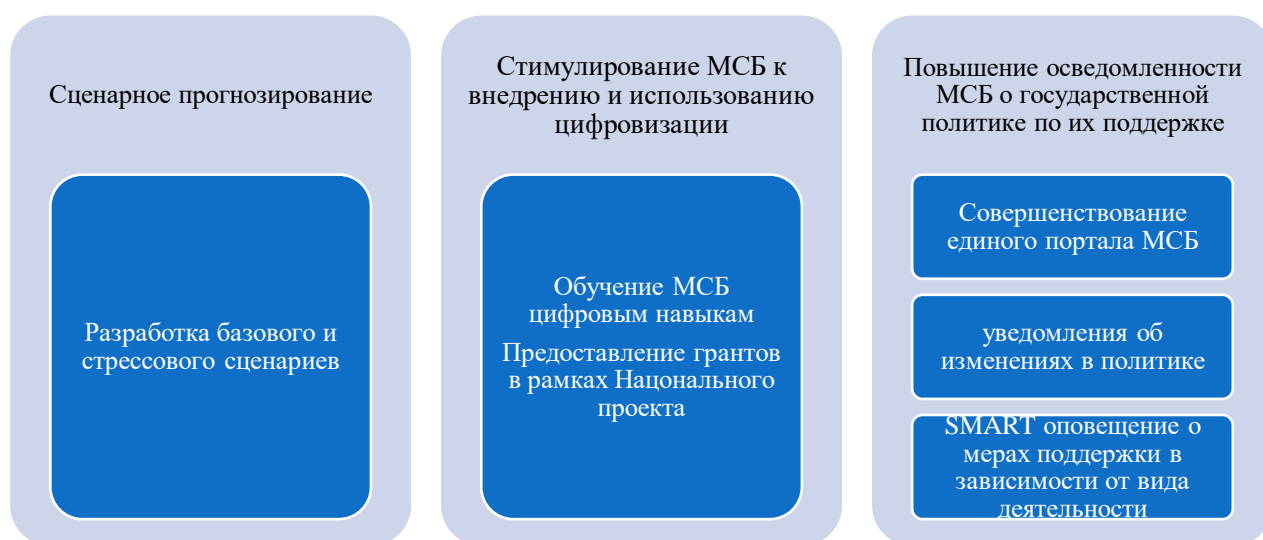 Сценарное прогнозирование
Разработка базового и
стрессового сценариев
Стимулирование МСБ к
внедрению и использованию
цифровизации
Обучение МСБ
цифровым навыкам
Предоставление грантов
в рамках Нацонального
проекта
Повышение осведомленности
МСБ о государственной
политике по их поддержке
Совершенствование
единого портала МСБ
уведомления об
изменениях в политике
SMART оповещение о
мерах поддержки в
зависимости от вида
деятельности